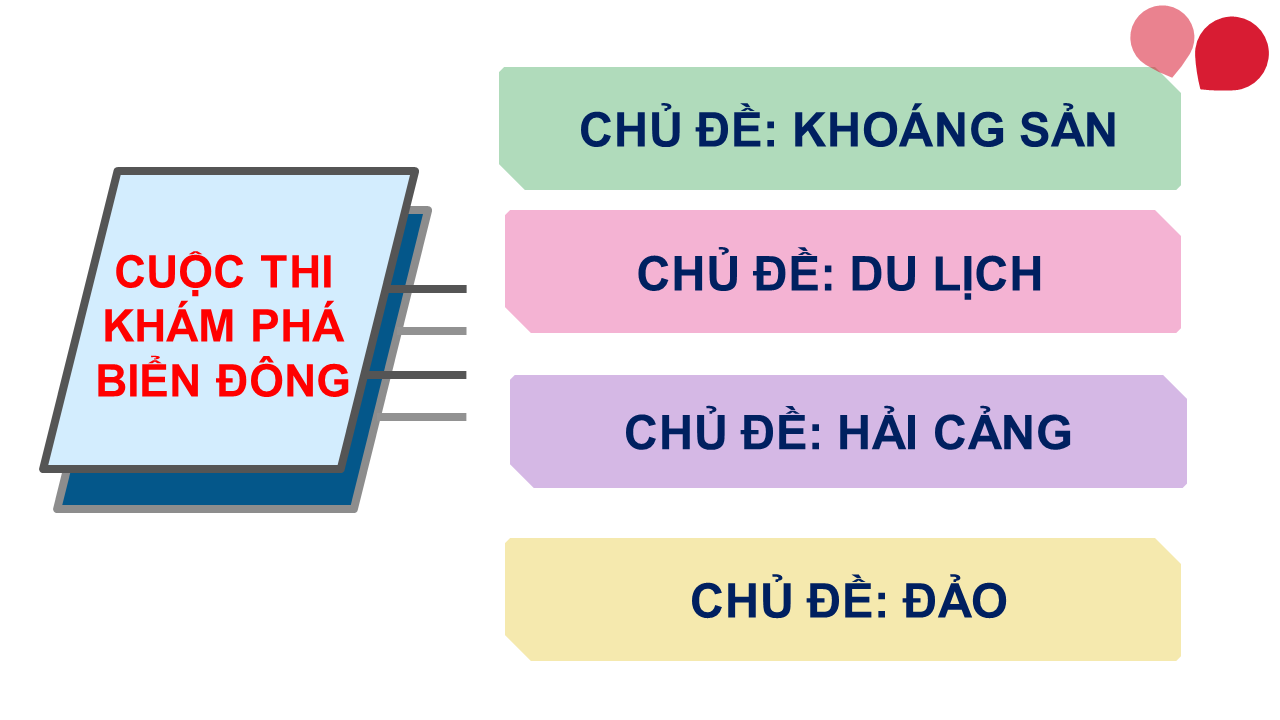 CUỘC THI
KHÁM PHÁ
BIỂN ĐÔNG
CHỦ ĐỀ: KHOÁNG SẢN
CHỦ ĐỀ: DU LỊCH
CHỦ ĐỀ: HẢI CẢNG
CHỦ ĐỀ: ĐẢO